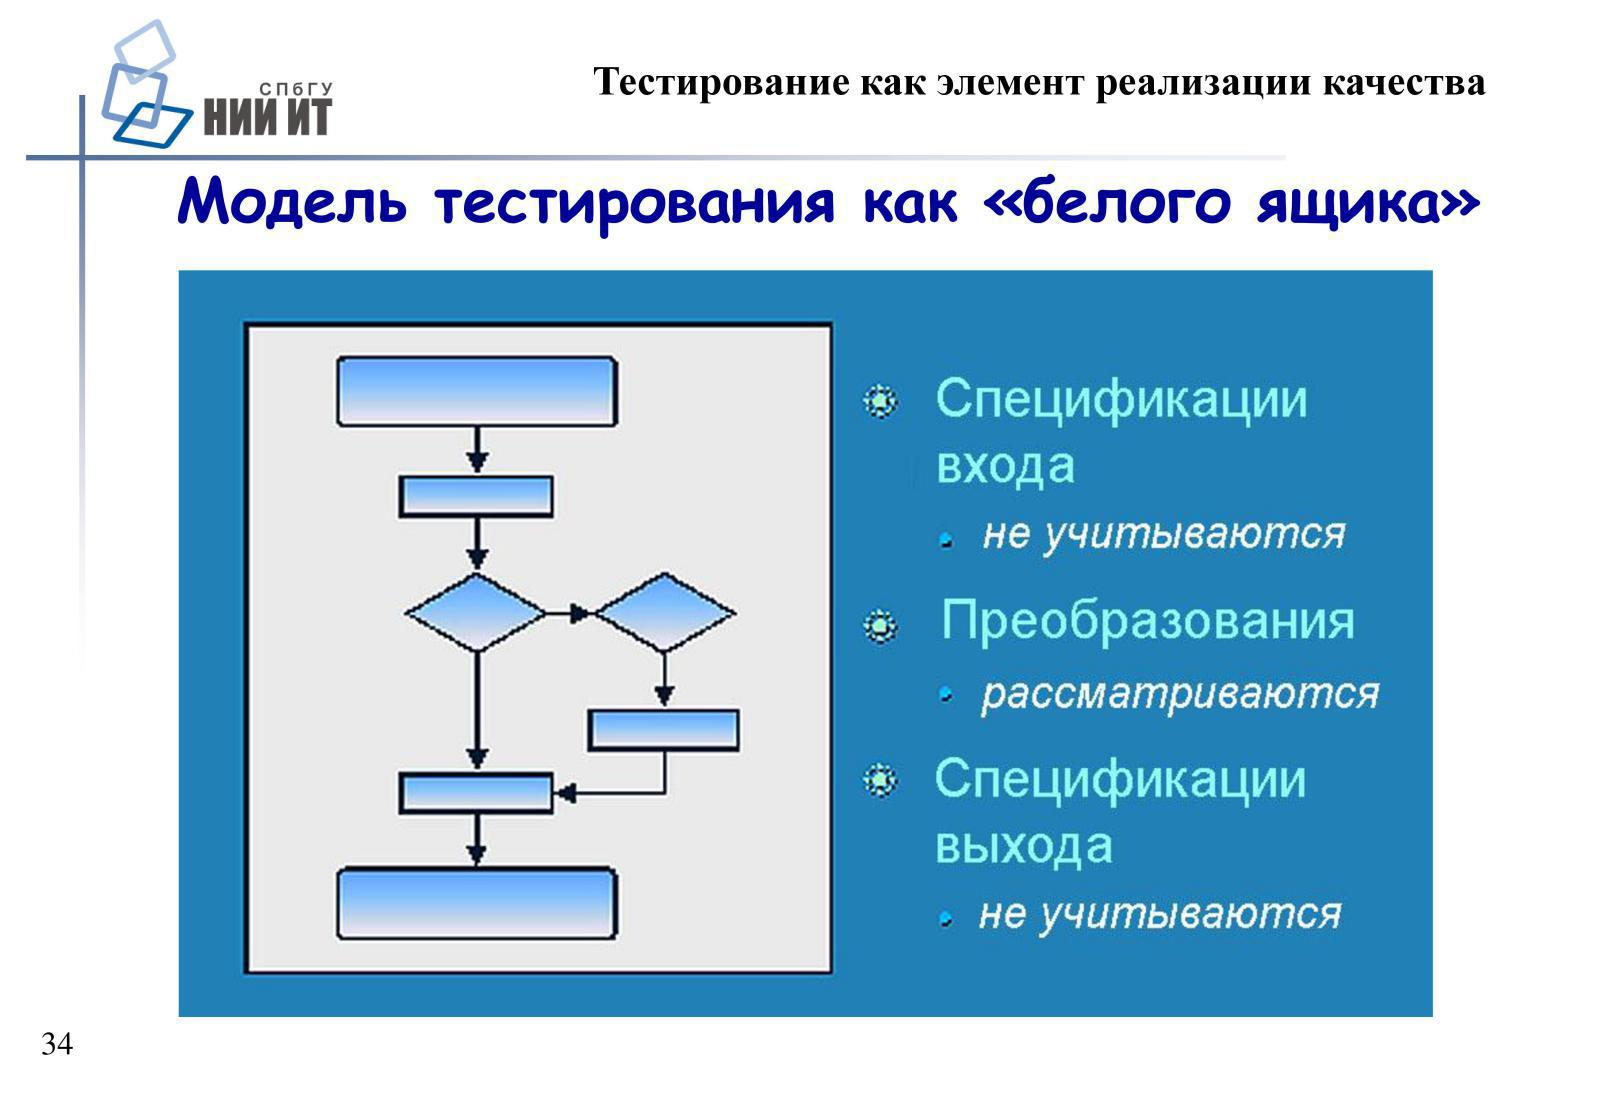 СПбГУ
НИИ ИТ
Тестирование как элемент реализации качества
Модель тестирования как «белого ящика»
Спецификации
входа
не учитываются
Преобразования
рассматриваются
Спецификации
выхода
не учитываются
34